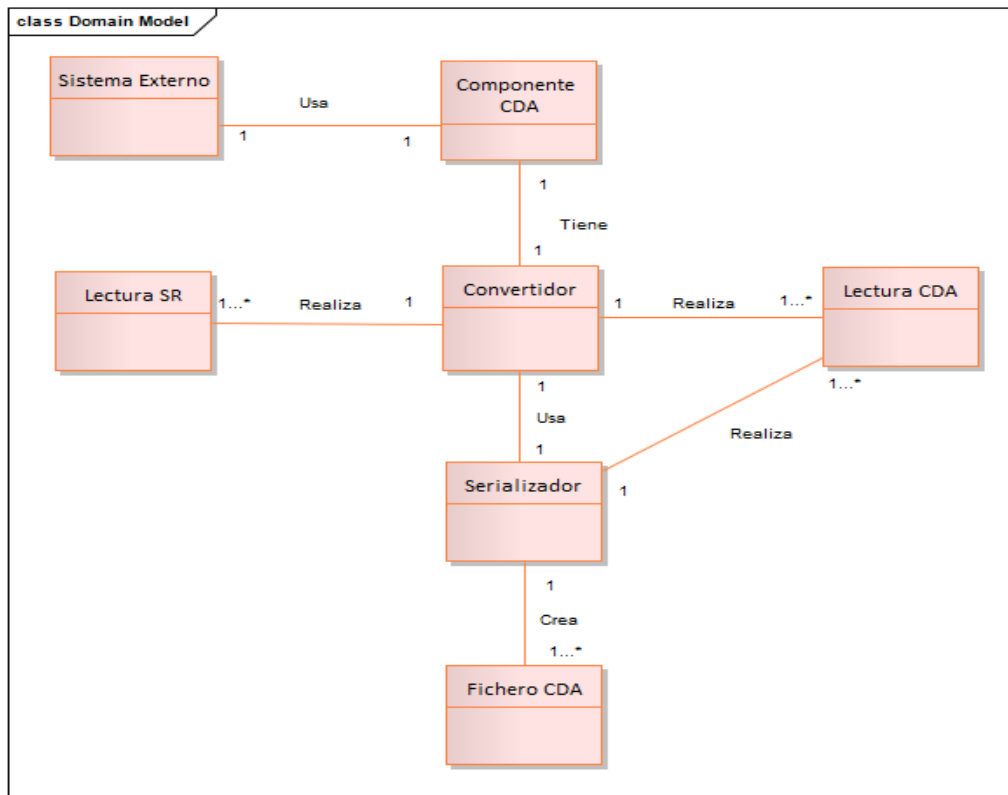 class Domain Model
Sistema Externo
Usa
1
1
Componente
CDA
1
Tiene
1
Lectura SR
1...*
Realiza
1
Convertidor
1
Realiza
1...*
Lectura CDA
1
Usa
1
1...*
Realiza
1
Serializador
1
Crea
1...*
Fichero CDA